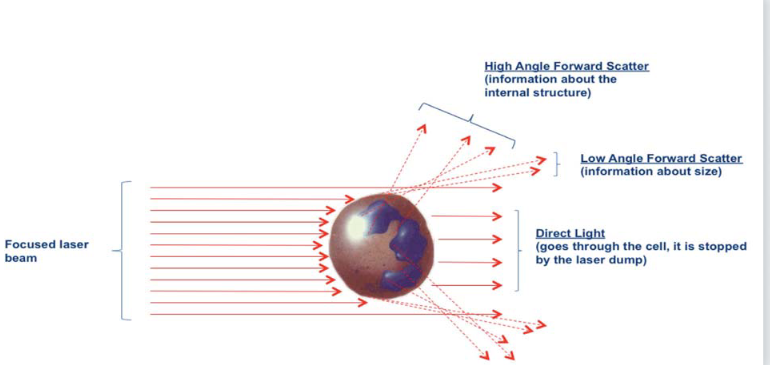 High Angle Forward Scatter
(information about the
internal structure)
Low Angle Forward Scatter
(information about size)
Focused laser
beam
Direct Light
(goes through the cell, it is stopped
by the laser dump)